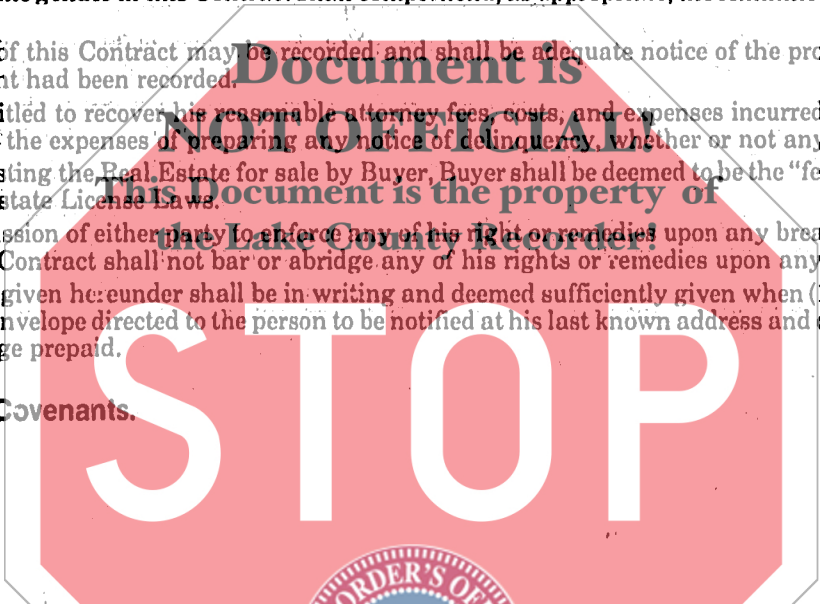 of this Contract may be recorded and shall be adequate notice of the pro
nt had been recorded.
Document is
itled to recover his reasonable attorney fees, costs, and expenses incurred
NOT OFFICIAL!
the expenses of preparing any notice of delinquency, whether or not any
sting the Real Estate for sale by Buyer, Buyer shall be deemed to be the “fe
This Document is the property of
state License Laws.
ssion of either party to enforce any of his right or remedies upon any brea
the Lake County Recorder!
Contract shall not bar or abridge any of his rights or remedies upon any
given hereunder shall be in writing and deemed sufficiently given when (
nvelope directed to the person to be notified at his last known address and
ge prepaid.
STOP
Covenants.
ORDER'S OF